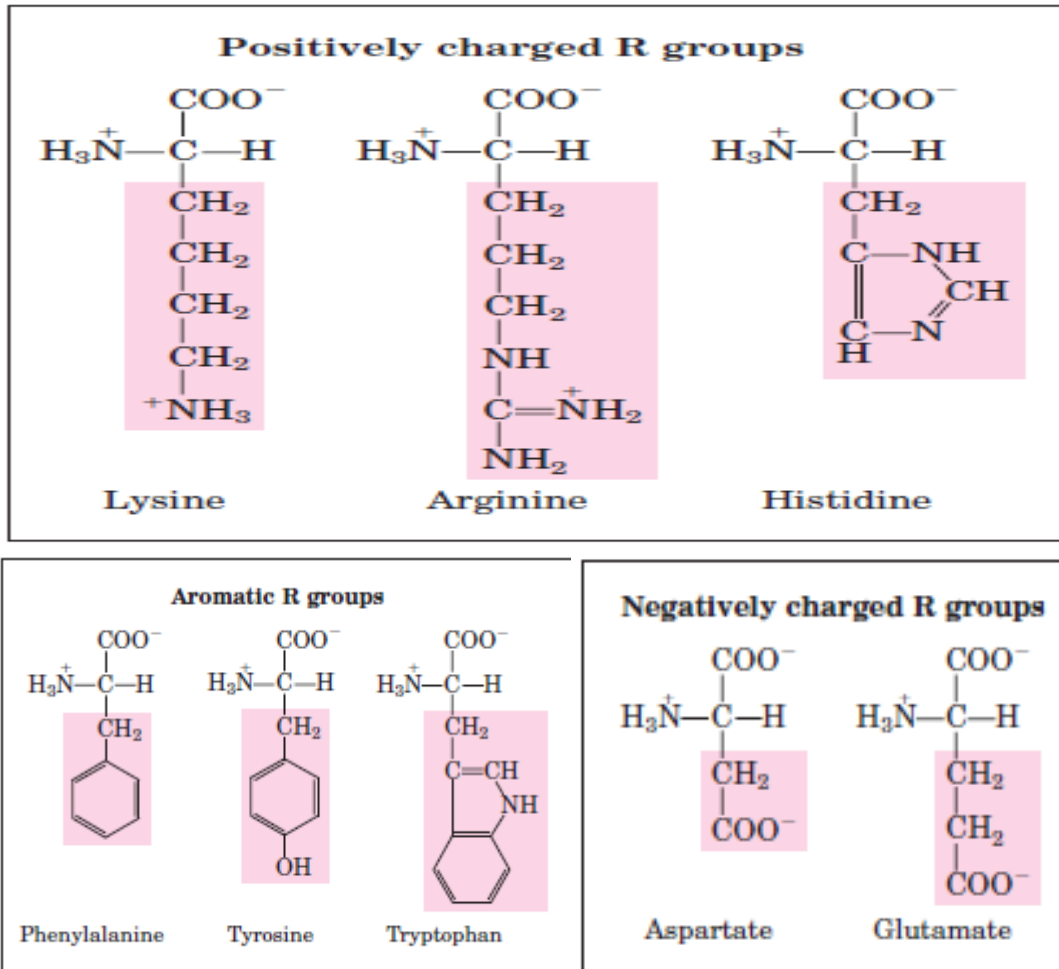 Positively charged R groups
COO⁻ COO⁻ COO⁻
H₃N⁺—C—H H₃N⁺—C—H H₃N⁺—C—H
CH₂ CH₂ CH₂
CH₂ CH₂ C—NH
CH
CH₂ CH₂ C—N
H
CH₂ NH
⁺NH₃ C=N⁺H₂
NH₂
Lysine Arginine Histidine
Aromatic R groups
COO⁻ COO⁻ COO⁻
H₃N⁺—C—H H₃N⁺—C—H H₃N⁺—C—H
CH₂ CH₂ CH₂
C=CH
NH
OH
Phenylalanine Tyrosine Tryptophan
Negatively charged R groups
COO⁻ COO⁻
H₃N⁺—C—H H₃N⁺—C—H
CH₂ CH₂
COO⁻ CH₂
COO⁻
Aspartate Glutamate